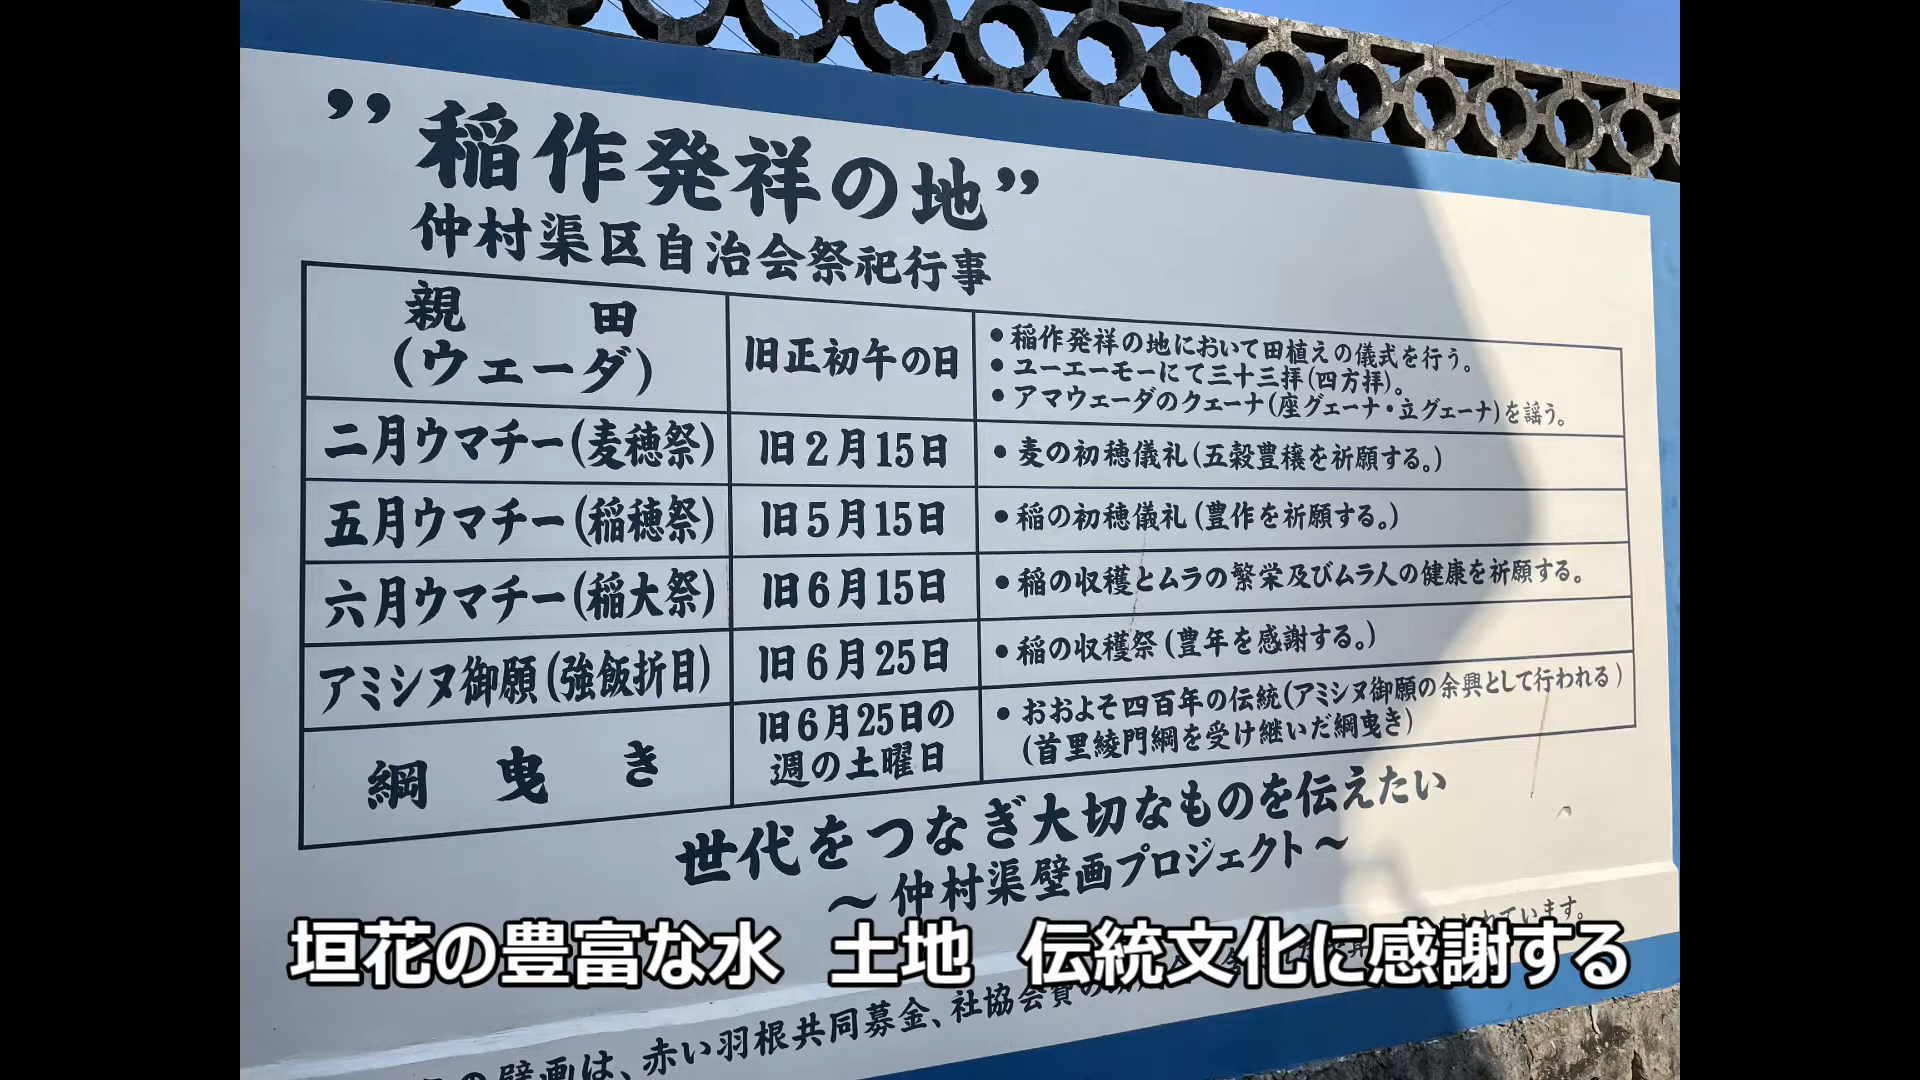 ”稲作発祥の地”
仲村渠区自治会祭祀行事
親田
(ウェーダ)
旧正初午の日
•稲作発祥の地において田植えの儀式を行う。
•ユーエーモーにて三十三拝(四方拝)。
•アマウェーダのクェーナ(座グェーナ・立グェーナ)を謡う。
二月ウマチー(麦穂祭)
旧2月15日
•麦の初穂儀礼(五穀豊穣を祈願する。)
五月ウマチー(稲穂祭)
旧5月15日
•稲の初穂儀礼(豊作を祈願する。)
六月ウマチー(稲大祭)
旧6月15日
•稲の収穫とムラの繁栄及びムラ人の健康を祈願する。
アミシヌ御願(強飯折目)
旧6月25日
•稲の収穫祭(豊年を感謝する。)
綱曳き
旧6月25日の
週の土曜日
•おおよそ四百年の伝統(アミシヌ御願の余興として行われる)
(首里綾門綱を受け継いだ綱曳き)
世代をつなぎ大切なものを伝えたい
～仲村渠壁画プロジェクト～
垣花の豊富な水 土地 伝統文化に感謝する
壁画は、赤い羽根共同募金、社協会費の
れています。